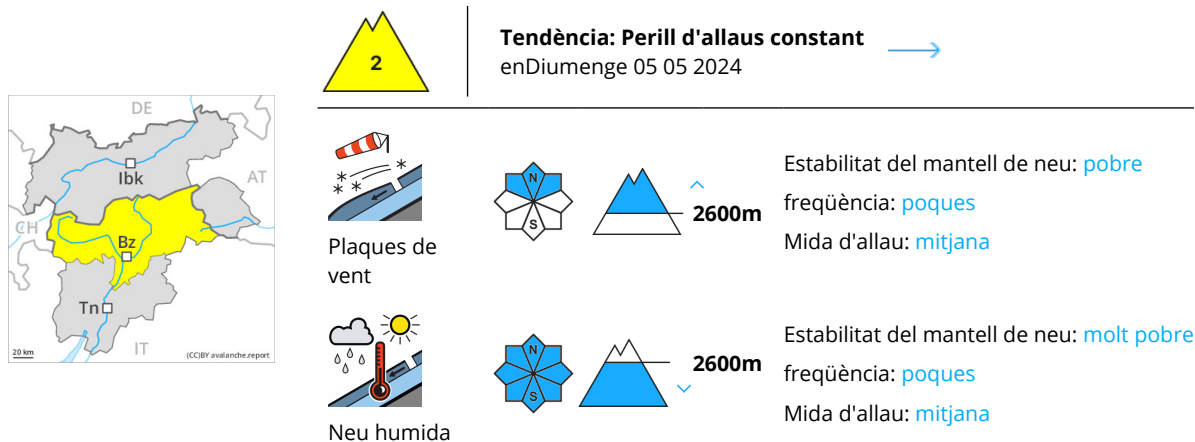 2
Tendència: Perill d'allaus constant
enDiumenge 05 05 2024
DE
Ibk
AT
CH
Bz
Tn
IT
20 km
(CC)BY avalanche.report
Plaques de
vent
N
S
2600m
Estabilitat del mantell de neu: pobre
freqüència: poques
Mida d'allau: mitjana
Neu humida
N
S
2600m
Estabilitat del mantell de neu: molt pobre
freqüència: poques
Mida d'allau: mitjana